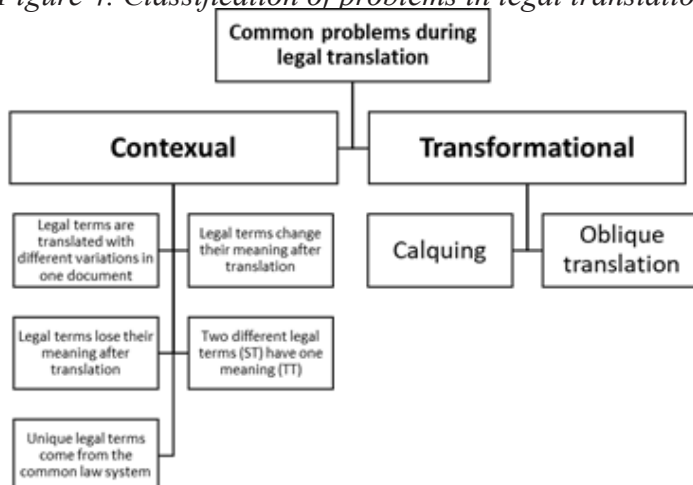 Figure 4. Classification of problems in legal translatio
Common problems during
legal translation
Contexual
Transformational
Legal terms are
translated with
different variations in
one document
Legal terms change
their meaning after
translation
Calquing
Oblique
translation
Legal terms lose their
meaning after
translation
Two different legal
terms (ST) have one
meaning (TT)
Unique legal terms
come from the
common law system